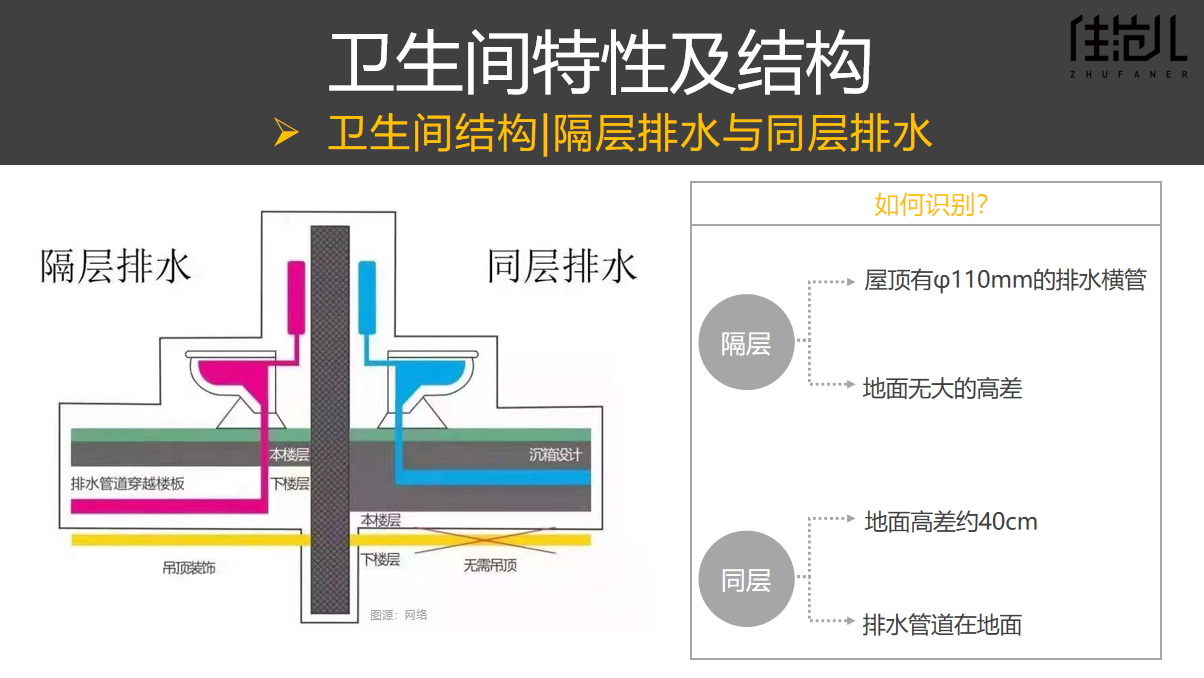 卫生间特性及结构
卫生间结构|隔层排水与同层排水
ZHUFANER
隔层排水
同层排水
本楼层
沉箱设计
排水管道穿越楼板
下楼层
本楼层
下楼层
吊顶装饰
无需吊顶
图源：网络
如何识别？
隔层
屋顶有φ110mm的排水横管
地面无大的高差
同层
地面高差约40cm
排水管道在地面